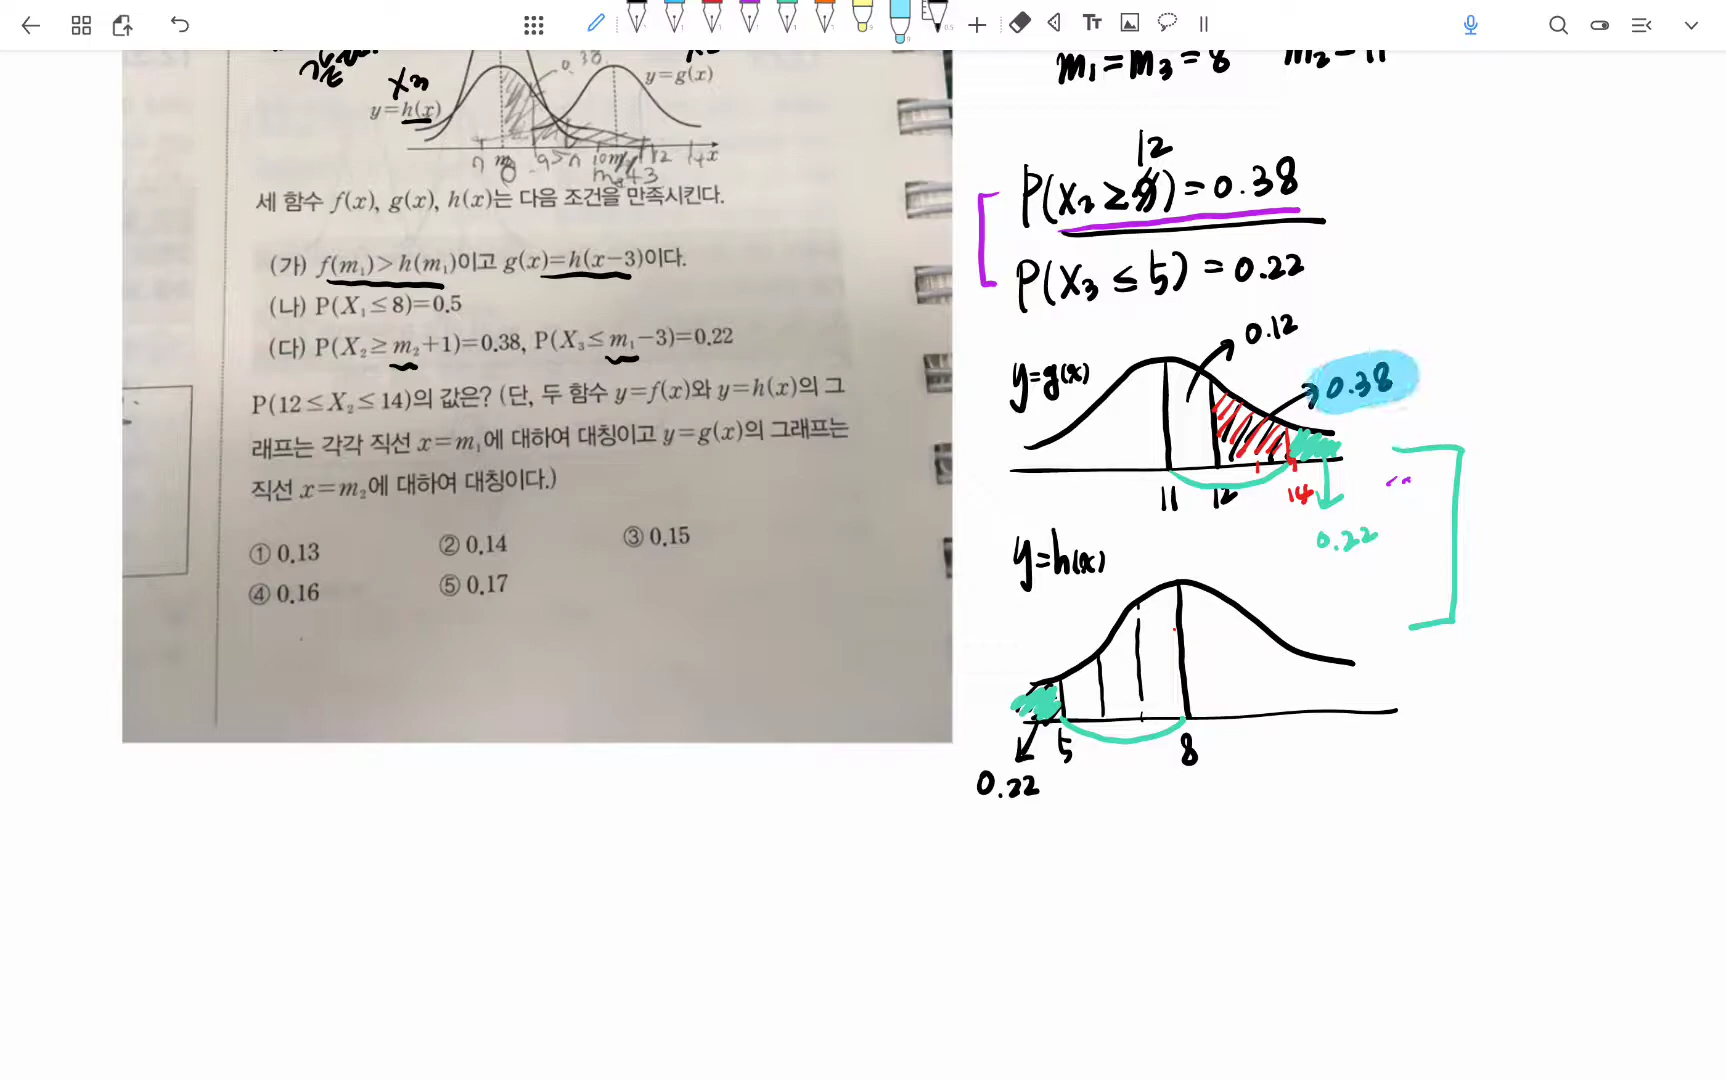 y=g(x)
y=h(x)
세 함수 f(x), g(x), h(x)는 다음 조건을 만족시킨다.
(가) f(m₁)>h(m₁)이고 g(x)=h(x-3)이다.
(나) P(X₁≤8)=0.5
(다) P(X₂≥m₂+1)=0.38, P(X₃≤m₁-3)=0.22
P(12≤X₂≤14)의 값은? (단, 두 함수 y=f(x)와 y=h(x)의 그
래프는 각각 직선 x=m₁에 대하여 대칭이고 y=g(x)의 그래프는
직선 x=m₂에 대하여 대칭이다.)
① 0.13 ② 0.14 ③ 0.15
④ 0.16 ⑤ 0.17
m₁=m₃=8 m₂=11
12
P(X₂≥9)=0.38
P(X₃≤5)=0.22
0.12
y=g(x)
0.38
11 12 14
0.22
y=h(x)
5 8
0.22